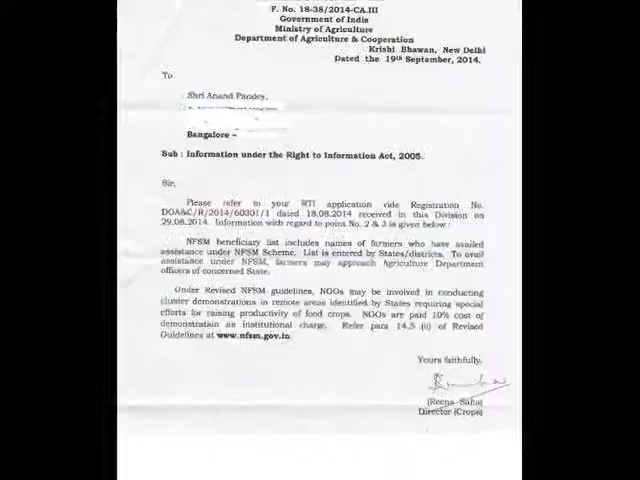 F. No. 18-38/2014-CA.III
Government of India
Ministry of Agriculture
Department of Agriculture & Cooperation
Krishi Bhawan, New Delhi
Dated the 19th September, 2014.
To
Shri Anand Pandey,
Bangalore –
Sub : Information under the Right to Information Act, 2005.
Sir,
Please refer to your RTI application vide Registration No.
DOA&C/R/2014/60301/1 dated 18.08.2014 received in this Division on
29.08.2014. Information with regard to point No. 2 & 3 is given below :
NFSM beneficiary list includes names of farmers who have availed
assistance under NFSM Scheme. List is entered by States/districts. To avail
assistance under NFSM, farmers may approach Agriculture Department
officers of concerned State.
Under Revised NFSM guidelines, NGOs may be involved in conducting
cluster demonstrations in remote areas identified by States requiring special
efforts for raising productivity of food crops. NGOs are paid 10% cost of
demonstration as institutional charge. Refer para 14.5 (ii) of Revised
Guidelines at www.nfsm.gov.in.
Yours faithfully,
(Reena Saha)
Director (Crops)